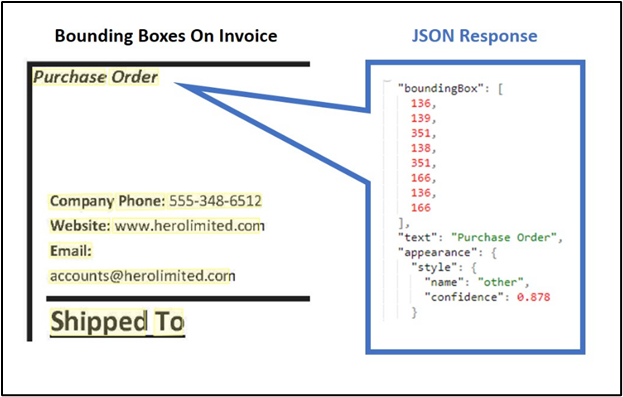 Bounding Boxes On Invoice
JSON Response
Purchase Order
Company Phone: 555-348-6512
Website: www.herolimited.com
Email:
accounts@herolimited.com
Shipped To
"boundingBox": [
136,
139,
351,
138,
351,
166,
136,
166
],
"text": "Purchase Order",
"appearance": {
"style": {
"name": "other",
"confidence": 0.878
}